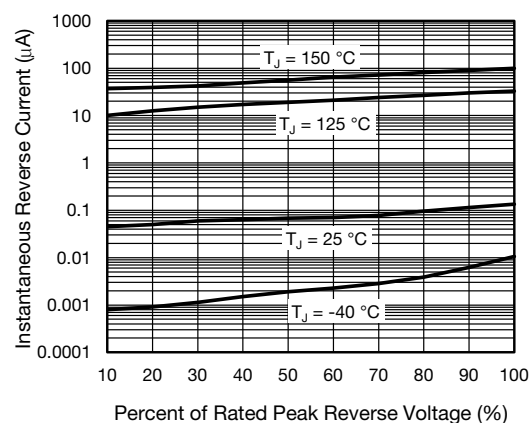 Instantaneous Reverse Current (μA)
1000
100
10
1
0.1
0.01
0.001
0.0001
T_J = 150 °C
T_J = 125 °C
T_J = 25 °C
T_J = -40 °C
10 20 30 40 50 60 70 80 90 100
Percent of Rated Peak Reverse Voltage (%)